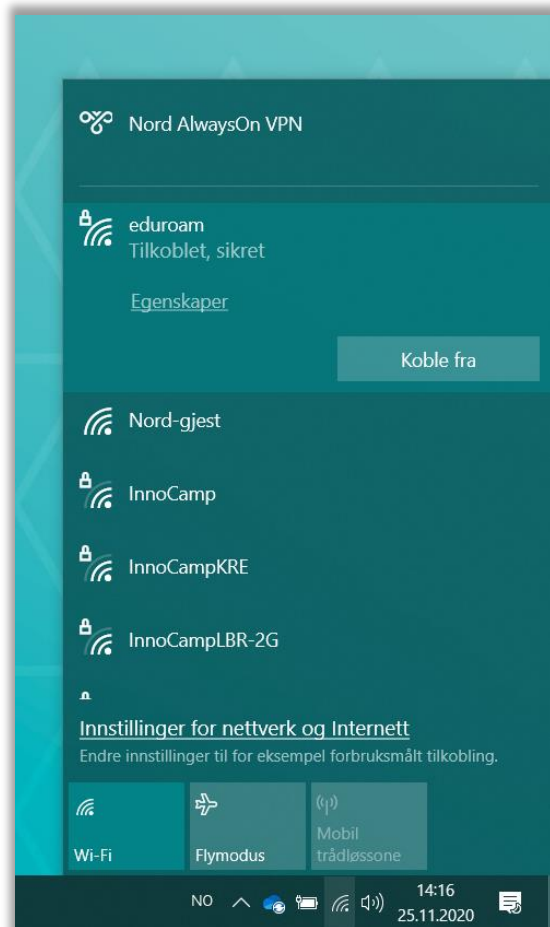 Nord AlwaysOn VPN
eduroam
Tilkoblet, sikret
Egenskaper
Koble fra
Nord-gjest
InnoCamp
InnoCampKRE
InnoCampLBR-2G
Innstillinger for nettverk og Internett
Endre innstillinger til for eksempel forbruksmålt tilkobling.
Wi-Fi
Flymodus
Mobil
trådløssone
NO
14:16
25.11.2020